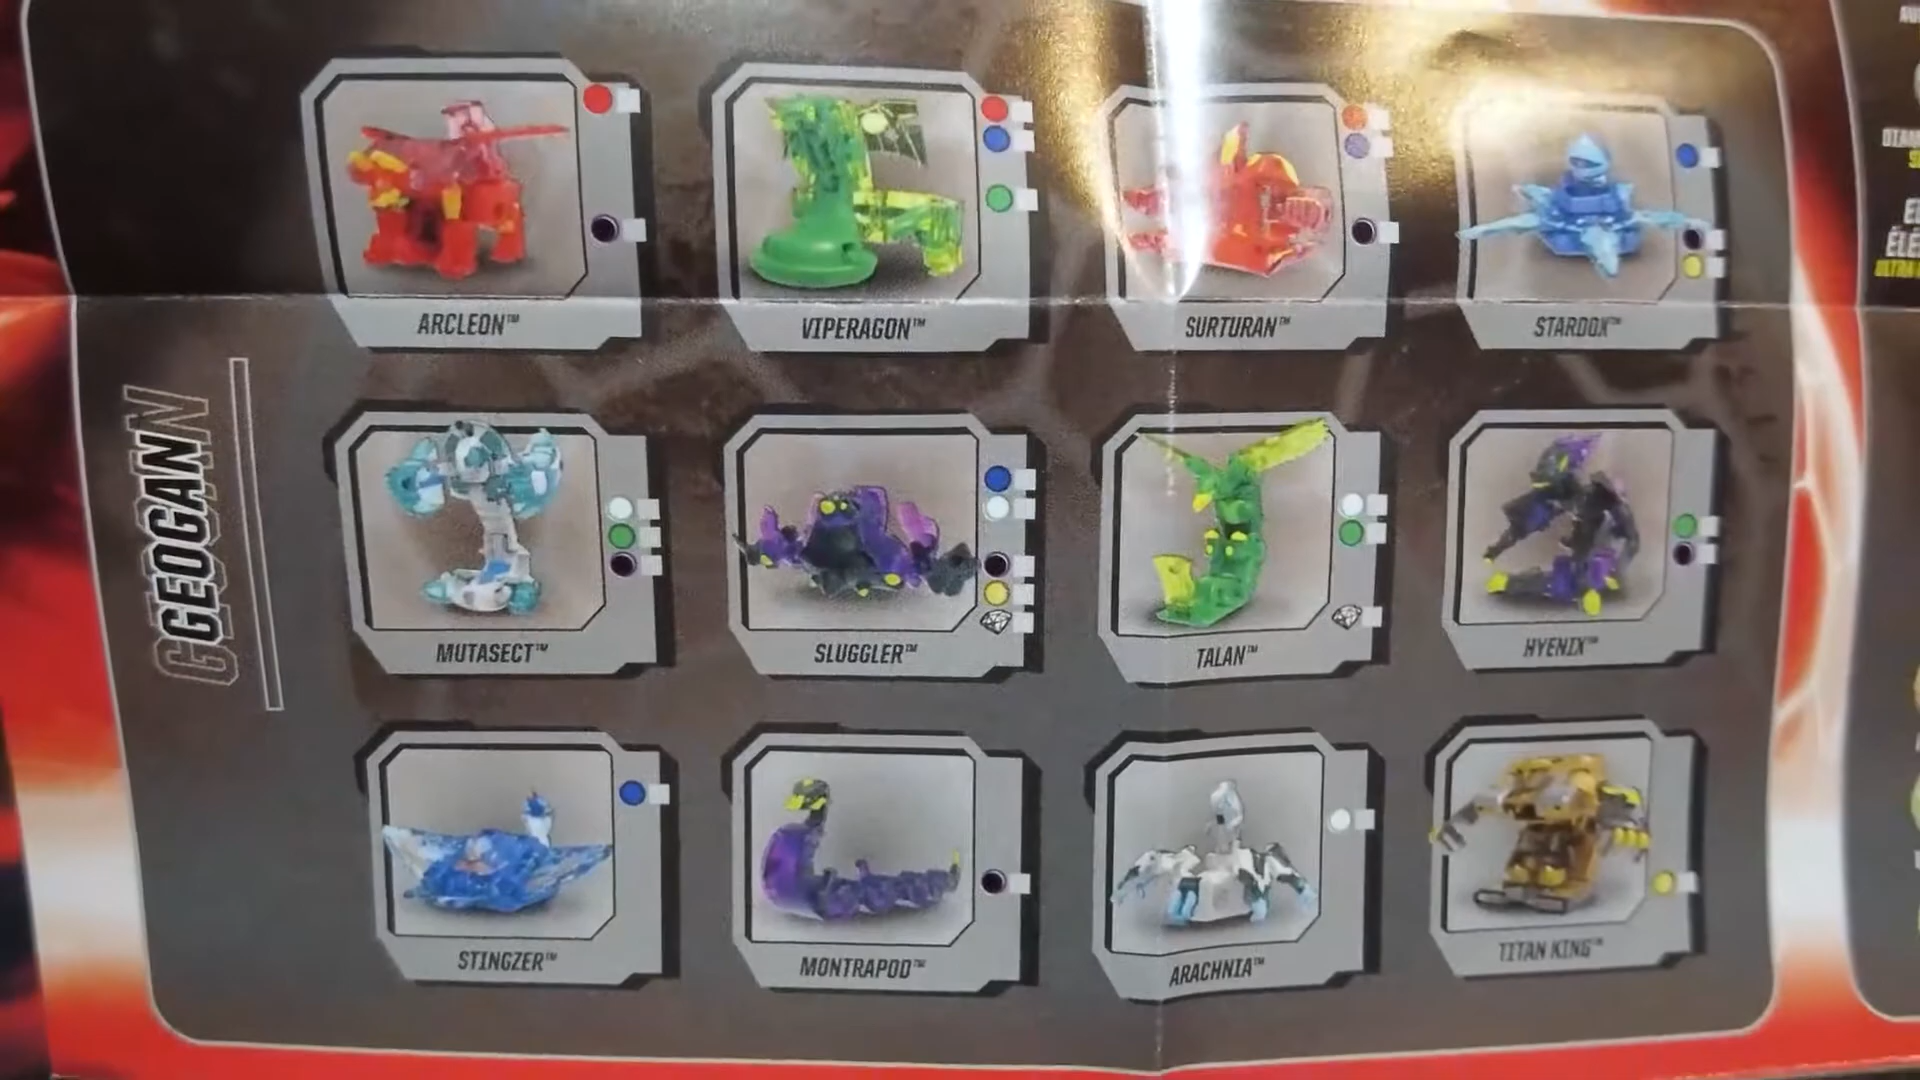 ARCLEON™
VIPERAGON™
SURTURAN™
STARDOX™
GEOGAN
MUTASECT™
SLUGGLER™
TALAN™
HYENIX™
STINGZER™
MONTRAPOD™
ARACHNIA™
TITAN KING™